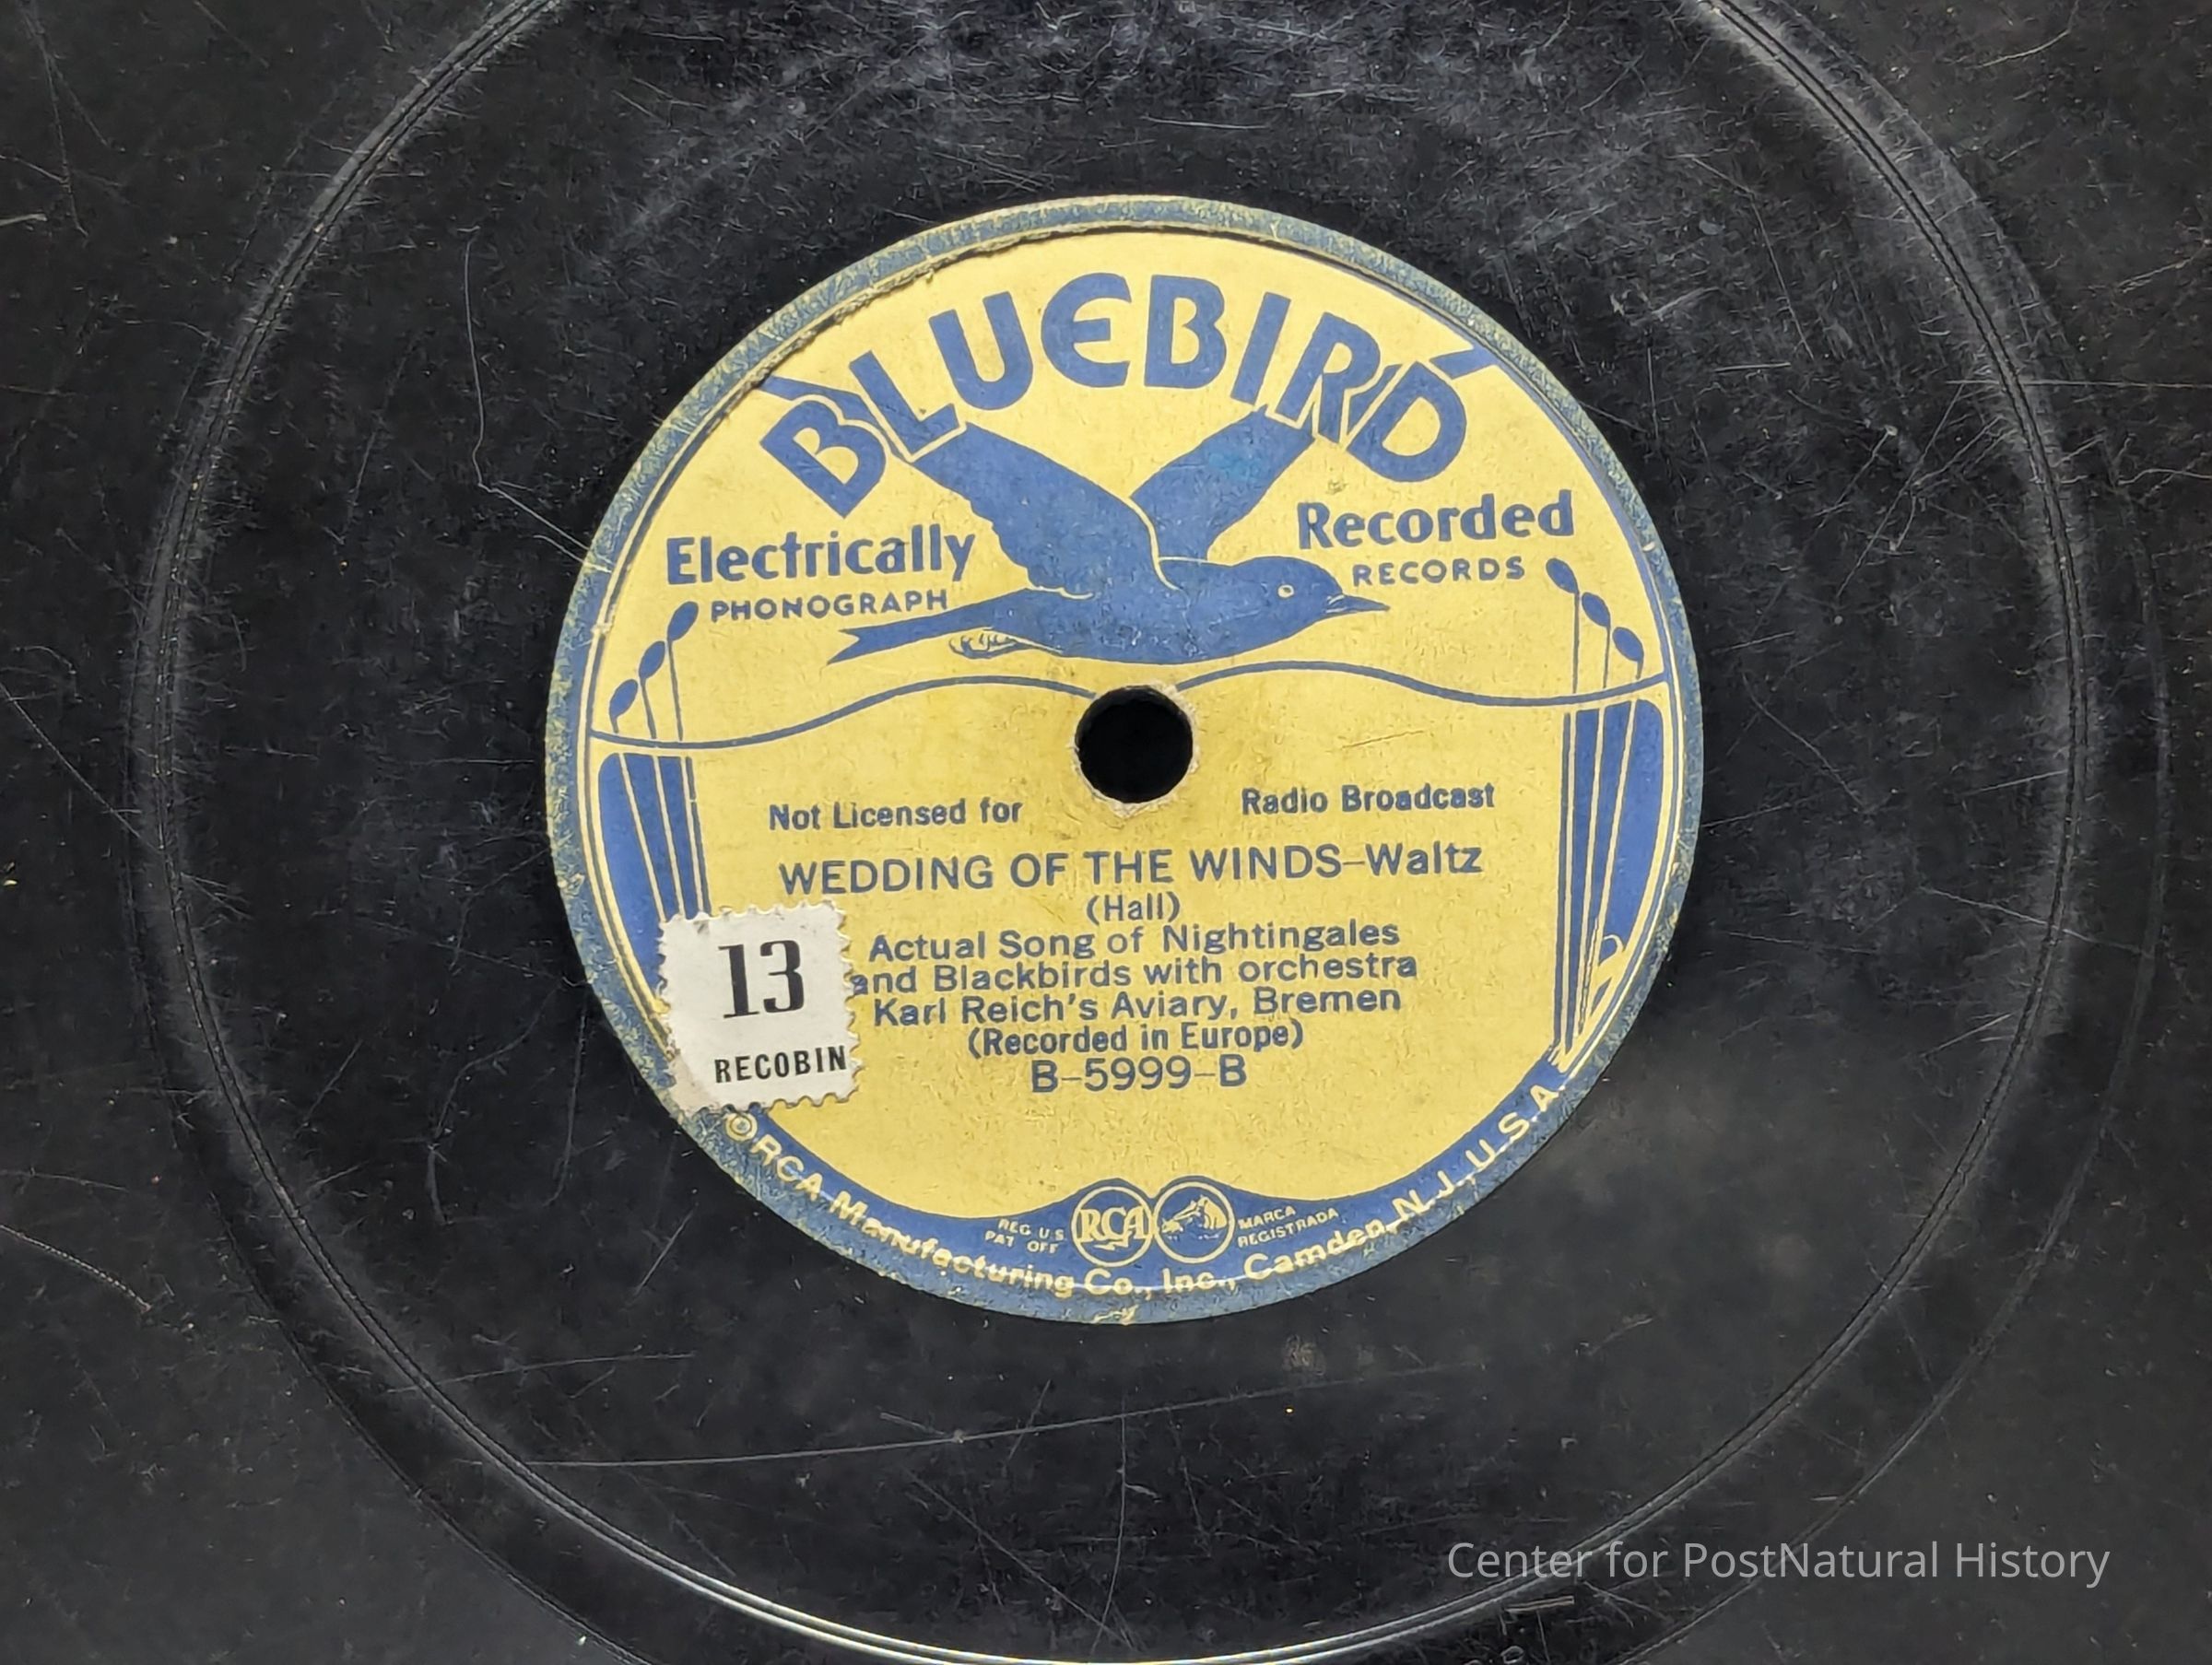 BLUEBIRD
Electrically Recorded
PHONOGRAPH RECORDS
Not Licensed for Radio Broadcast
WEDDING OF THE WINDS-Waltz
(Hall)
Actual Song of Nightingales
and Blackbirds with orchestra
Karl Reich's Aviary, Bremen
(Recorded in Europe)
B-5999-B
13
RECOBIN
REG U.S.
PAT OFF
RCA
MARCA
REGISTRADA
RCA Manufacturing Co., Inc., Camden, N.J., U.S.A.
Center for PostNatural History